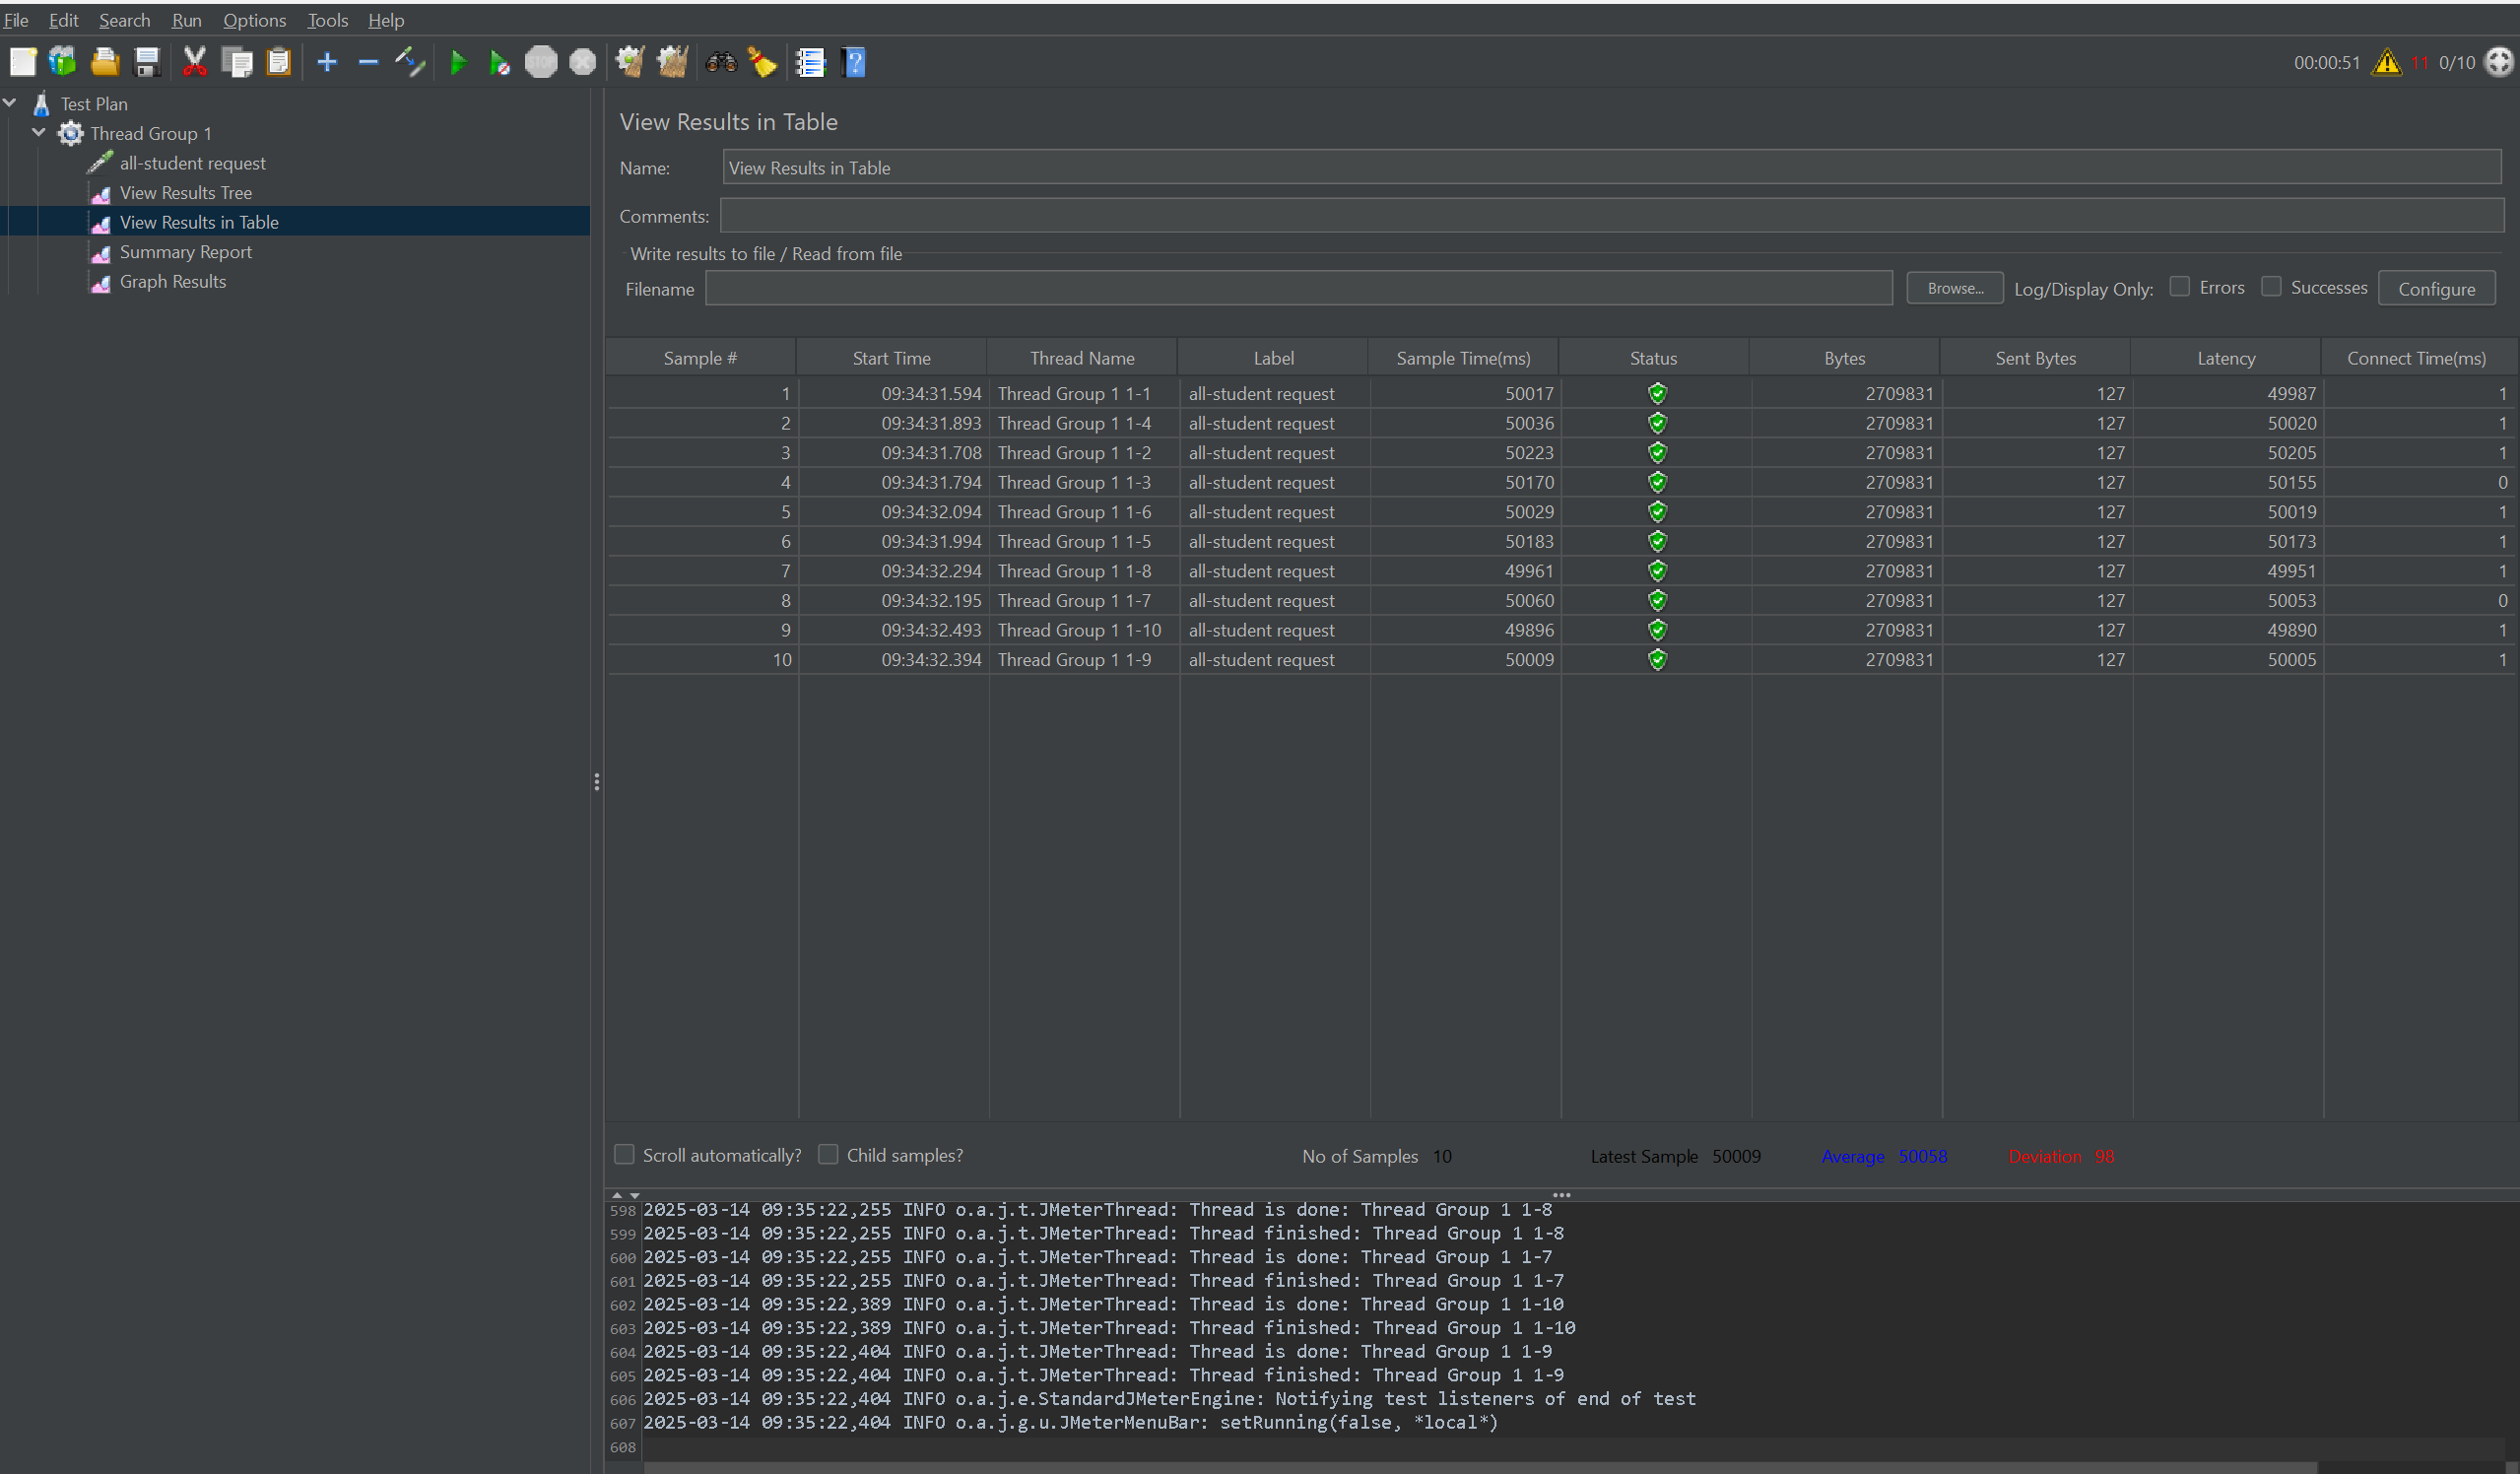 File Edit Search Run Options Tools Help
STOP
00:00:51 11 0/10
Test Plan
Thread Group 1
all-student request
View Results Tree
View Results in Table
Summary Report
Graph Results
View Results in Table
Name: View Results in Table
Comments:
Write results to file / Read from file
Filename Browse... Log/Display Only: Errors Successes Configure
Sample # Start Time Thread Name Label Sample Time(ms) Status Bytes Sent Bytes Latency Connect Time(ms)
1 09:34:31.594 Thread Group 1 1-1 all-student request 50017 2709831 127 49987 1
2 09:34:31.893 Thread Group 1 1-4 all-student request 50036 2709831 127 50020 1
3 09:34:31.708 Thread Group 1 1-2 all-student request 50223 2709831 127 50205 1
4 09:34:31.794 Thread Group 1 1-3 all-student request 50170 2709831 127 50155 0
5 09:34:32.094 Thread Group 1 1-6 all-student request 50029 2709831 127 50019 1
6 09:34:31.994 Thread Group 1 1-5 all-student request 50183 2709831 127 50173 1
7 09:34:32.294 Thread Group 1 1-8 all-student request 49961 2709831 127 49951 1
8 09:34:32.195 Thread Group 1 1-7 all-student request 50060 2709831 127 50053 0
9 09:34:32.493 Thread Group 1 1-10 all-student request 49896 2709831 127 49890 1
10 09:34:32.394 Thread Group 1 1-9 all-student request 50009 2709831 127 50005 1
Scroll automatically? Child samples? No of Samples 10 Latest Sample 50009 Average 50058 Deviation 98
598 2025-03-14 09:35:22,255 INFO o.a.j.t.JMeterThread: Thread is done: Thread Group 1 1-8
599 2025-03-14 09:35:22,255 INFO o.a.j.t.JMeterThread: Thread finished: Thread Group 1 1-8
600 2025-03-14 09:35:22,255 INFO o.a.j.t.JMeterThread: Thread is done: Thread Group 1 1-7
601 2025-03-14 09:35:22,255 INFO o.a.j.t.JMeterThread: Thread finished: Thread Group 1 1-7
602 2025-03-14 09:35:22,389 INFO o.a.j.t.JMeterThread: Thread is done: Thread Group 1 1-10
603 2025-03-14 09:35:22,389 INFO o.a.j.t.JMeterThread: Thread finished: Thread Group 1 1-10
604 2025-03-14 09:35:22,404 INFO o.a.j.t.JMeterThread: Thread is done: Thread Group 1 1-9
605 2025-03-14 09:35:22,404 INFO o.a.j.t.JMeterThread: Thread finished: Thread Group 1 1-9
606 2025-03-14 09:35:22,404 INFO o.a.j.e.StandardJMeterEngine: Notifying test listeners of end of test
607 2025-03-14 09:35:22,404 INFO o.a.j.g.u.JMeterMenuBar: setRunning(false, *local*)
608